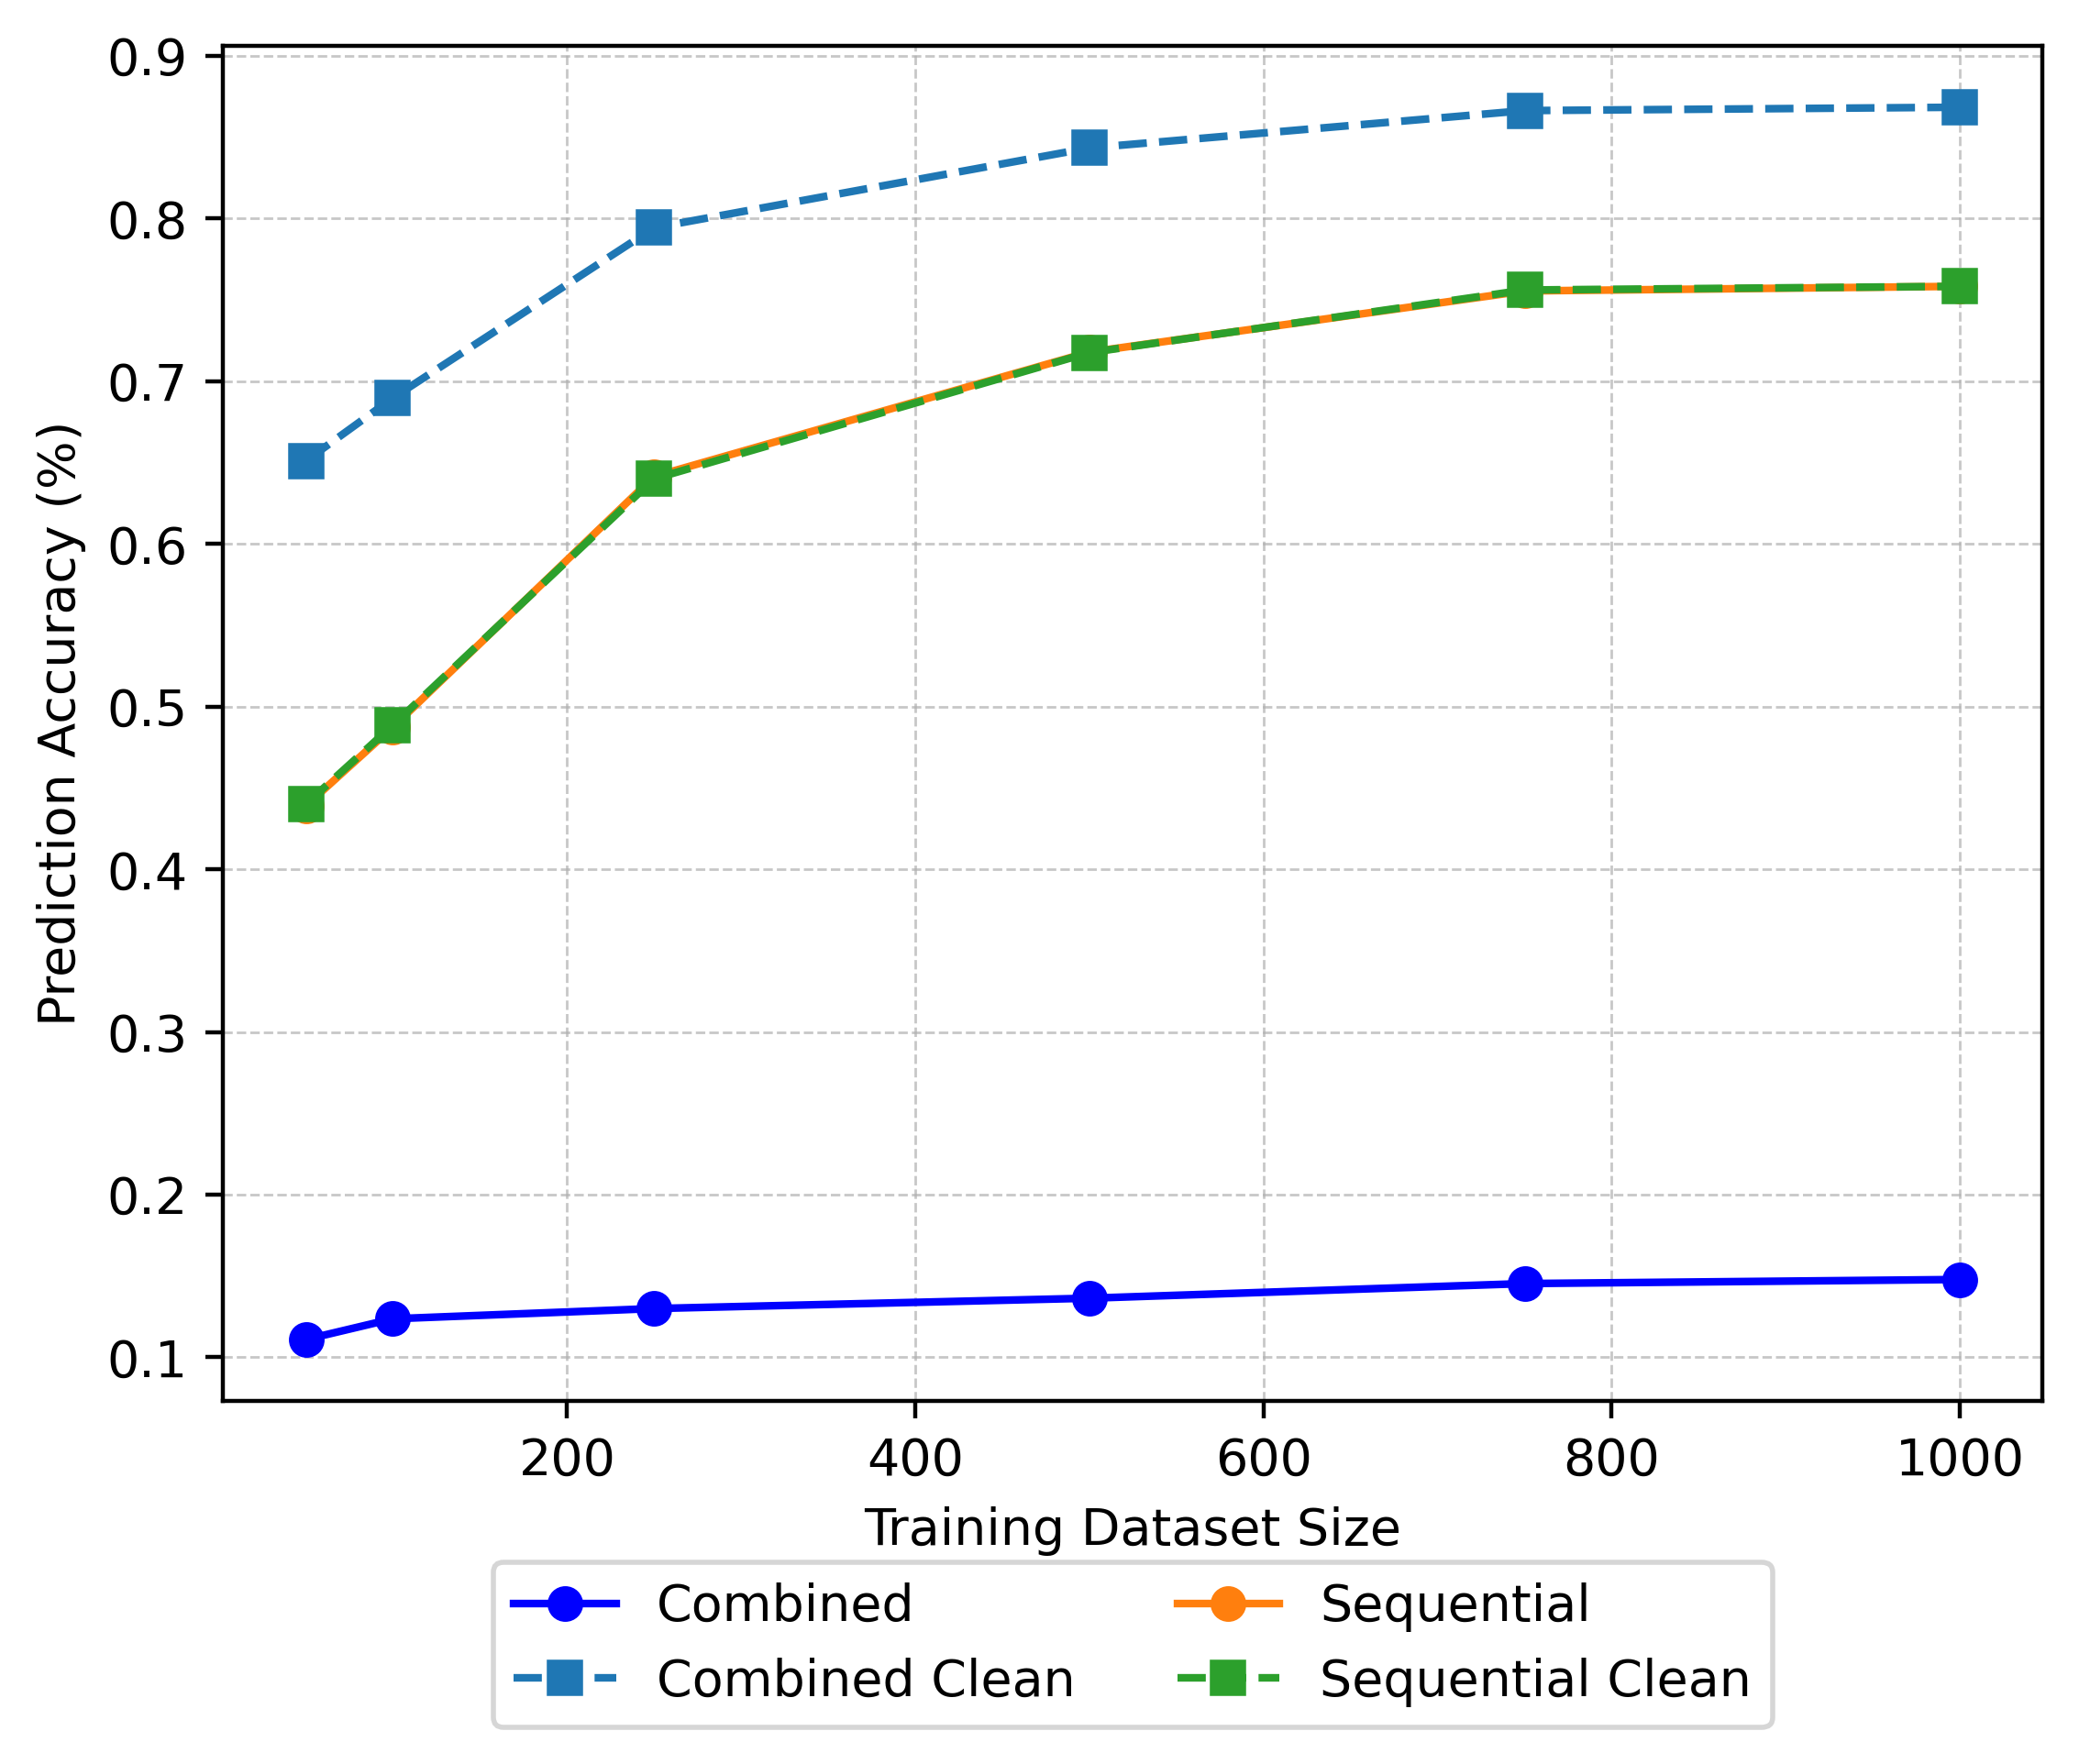 Prediction Accuracy (%)
0.9
0.8
0.7
0.6
0.5
0.4
0.3
0.2
0.1
200 400 600 800 1000
Training Dataset Size
Combined Sequential
Combined Clean Sequential Clean